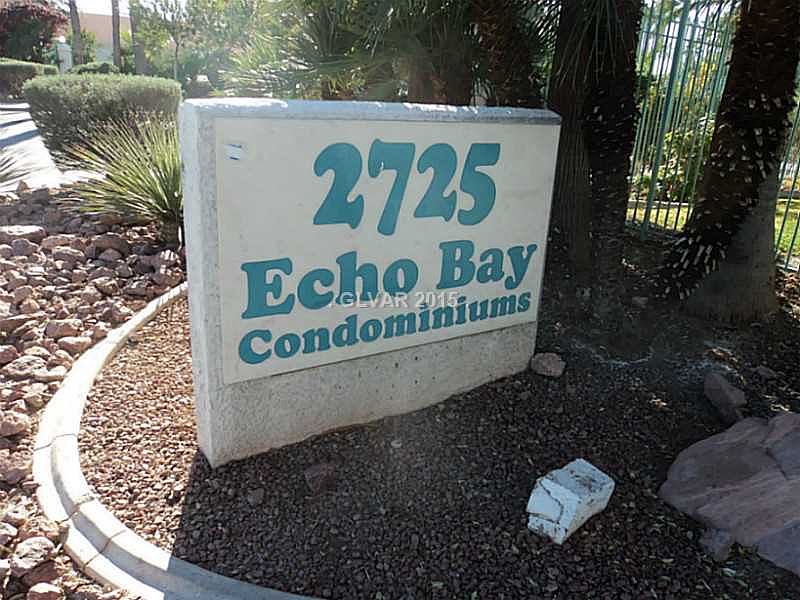 2725
Echo Bay
.GLVAR 2015
Condominiums